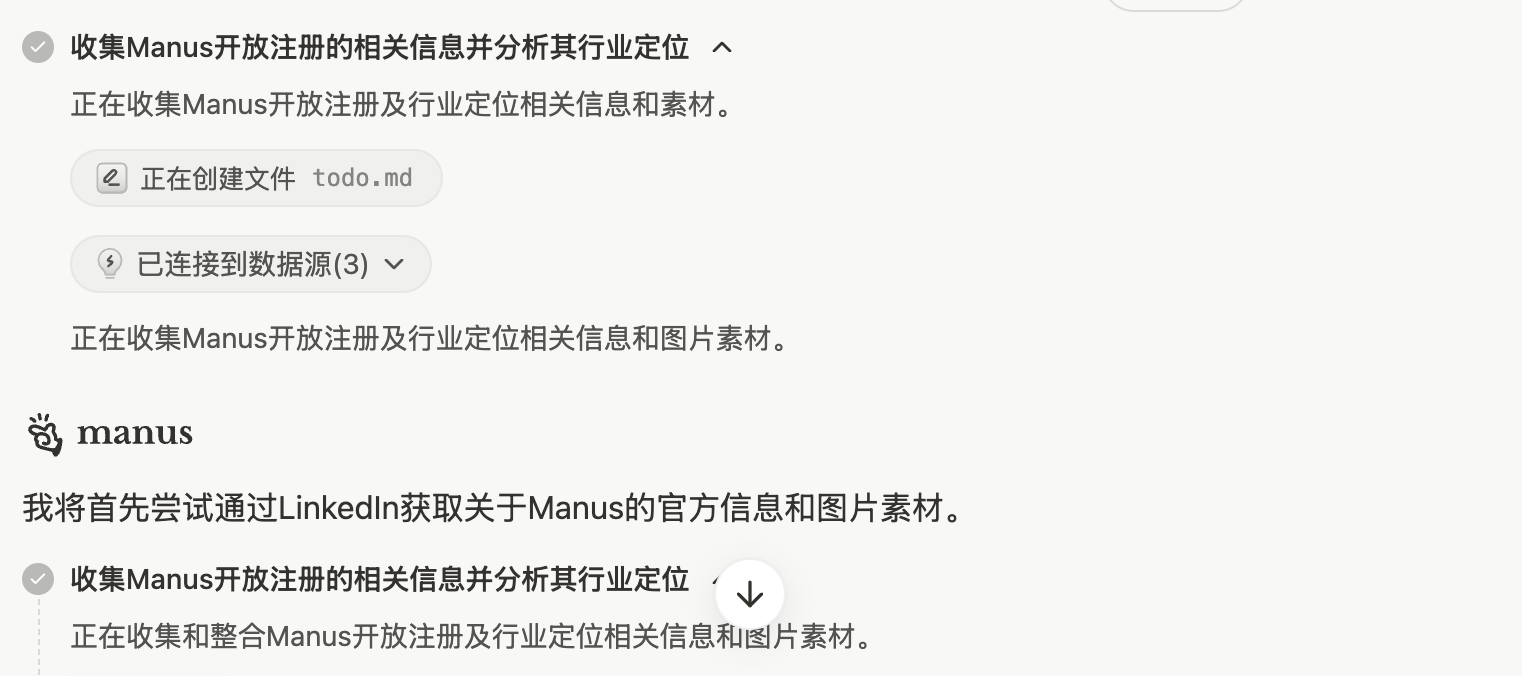 收集Manus开放注册的相关信息并分析其行业定位
正在收集Manus开放注册及行业定位相关信息和素材。
正在创建文件 todo.md
已连接到数据源(3)
正在收集Manus开放注册及行业定位相关信息和图片素材。
manus
我将首先尝试通过LinkedIn获取关于Manus的官方信息和图片素材。
收集Manus开放注册的相关信息并分析其行业定位
正在收集和整合Manus开放注册及行业定位相关信息和图片素材。